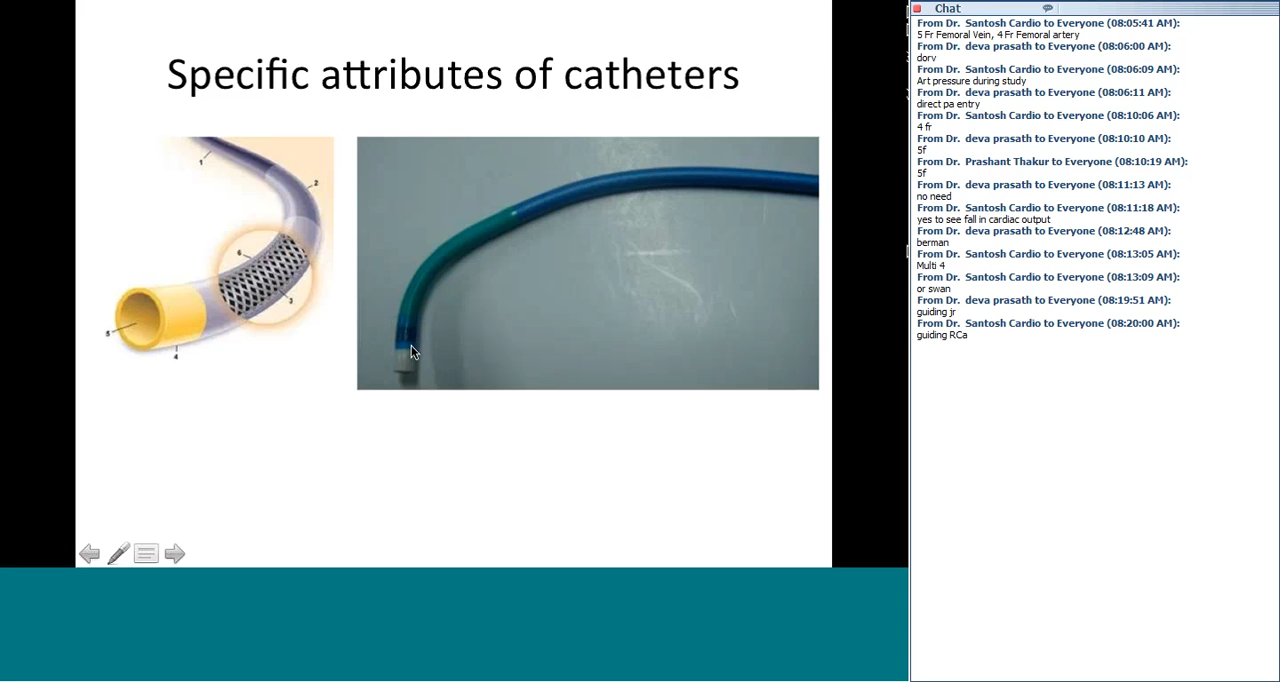 Specific attributes of catheters
1
2
6
3
5
4
Chat
From Dr. Santosh Cardio to Everyone (08:05:41 AM):
5 Fr Femoral Vein, 4 Fr Femoral artery
From Dr. deva prasath to Everyone (08:06:00 AM):
dorv
From Dr. Santosh Cardio to Everyone (08:06:09 AM):
Art pressure during study
From Dr. deva prasath to Everyone (08:06:11 AM):
direct pa entry
From Dr. Santosh Cardio to Everyone (08:10:06 AM):
4 fr
From Dr. deva prasath to Everyone (08:10:10 AM):
5f
From Dr. Prashant Thakur to Everyone (08:10:19 AM):
5f
From Dr. deva prasath to Everyone (08:11:13 AM):
no need
From Dr. Santosh Cardio to Everyone (08:11:18 AM):
yes to see fall in cardiac output
From Dr. deva prasath to Everyone (08:12:48 AM):
berman
From Dr. Santosh Cardio to Everyone (08:13:05 AM):
Multi 4
From Dr. Santosh Cardio to Everyone (08:13:09 AM):
or swan
From Dr. deva prasath to Everyone (08:19:51 AM):
guiding jr
From Dr. Santosh Cardio to Everyone (08:20:00 AM):
guiding RCa